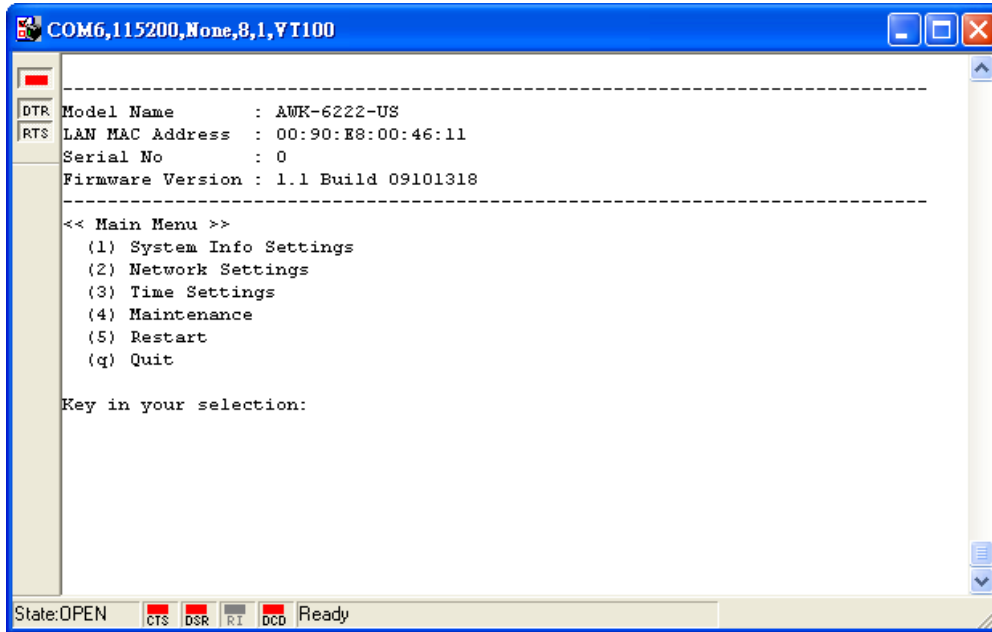 COM6,115200,None,8,1,VT100
--------------------------------------------------------------------------------
DTR
RTS
Model Name         : AWK-6222-US
LAN MAC Address  : 00:90:E8:00:46:11
Serial No          : 0
Firmware Version : 1.1 Build 09101318
--------------------------------------------------------------------------------
<< Main Menu >>
(1) System Info Settings
(2) Network Settings
(3) Time Settings
(4) Maintenance
(5) Restart
(q) Quit
Key in your selection:
State:OPEN CTS DSR RI DCD Ready